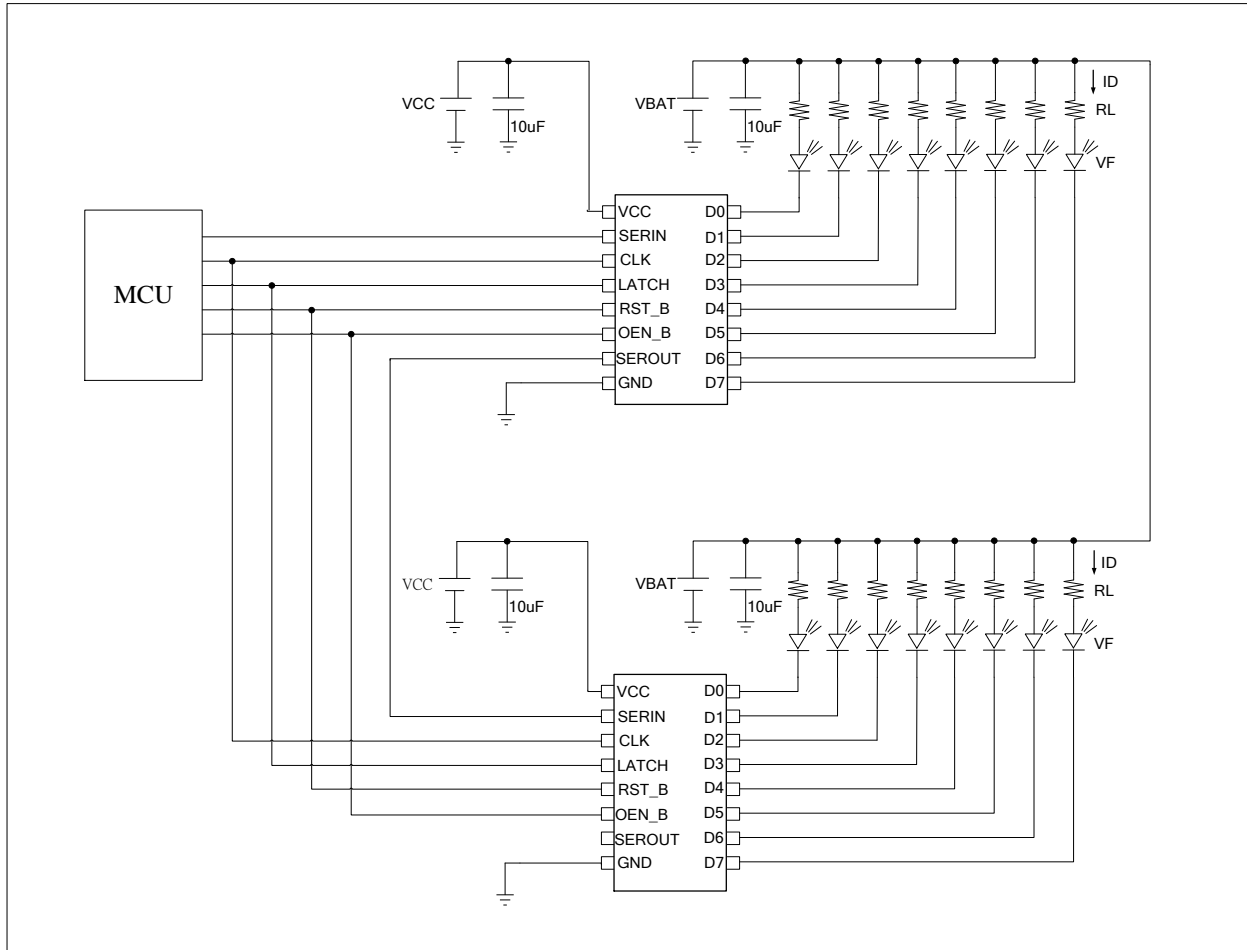 ID
VCC
VBAT
RL
10uF
10uF
VF
VCC
D0
SERIN
D1
CLK
D2
LATCH
D3
MCU
RST_B
D4
OEN_B
D5
SEROUT
D6
GND
D7
ID
VCC
VBAT
RL
10uF
10uF
VF
VCC
D0
SERIN
D1
CLK
D2
LATCH
D3
RST_B
D4
OEN_B
D5
SEROUT
D6
GND
D7